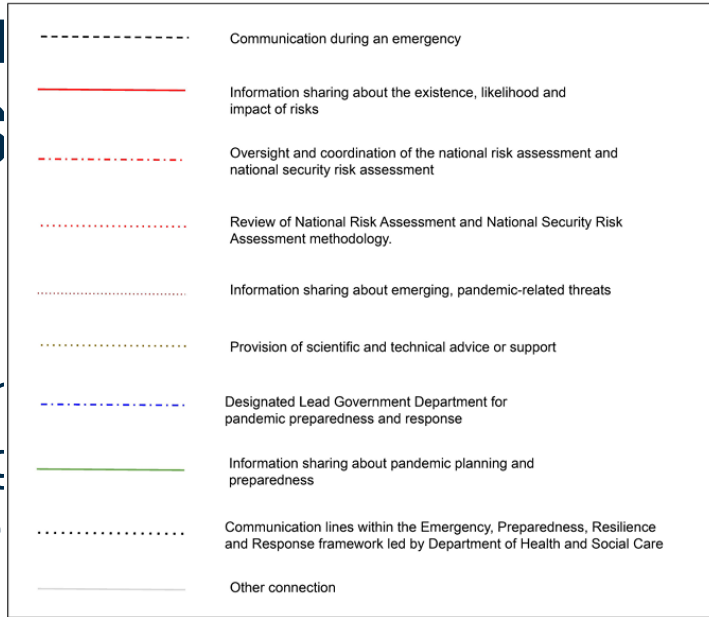 Communication during an emergency
Information sharing about the existence, likelihood and
impact of risks
Oversight and coordination of the national risk assessment and
national security risk assessment
Review of National Risk Assessment and National Security Risk
Assessment methodology.
Information sharing about emerging, pandemic-related threats
Provision of scientific and technical advice or support
Designated Lead Government Department for
pandemic preparedness and response
Information sharing about pandemic planning and
preparedness
Communication lines within the Emergency, Preparedness, Resilience
and Response framework led by Department of Health and Social Care
Other connection